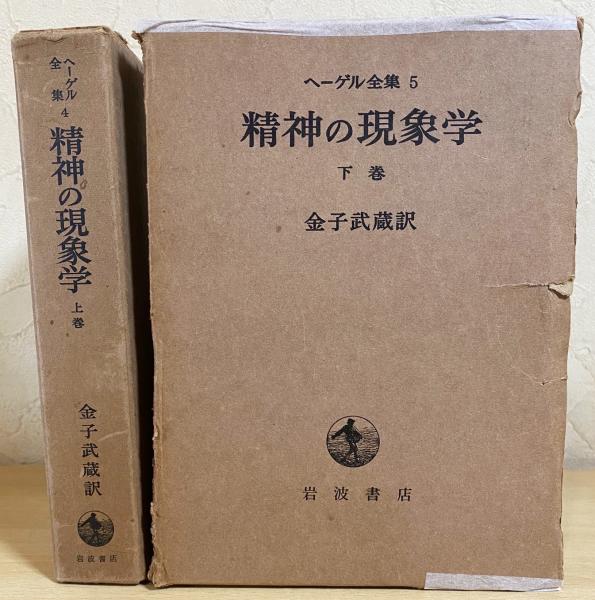 ヘーゲル
全集 4
精神の現象学
上巻
金子武蔵訳
岩波書店
ヘーゲル全集 5
精神の現象学
下巻
金子武蔵訳
岩波書店